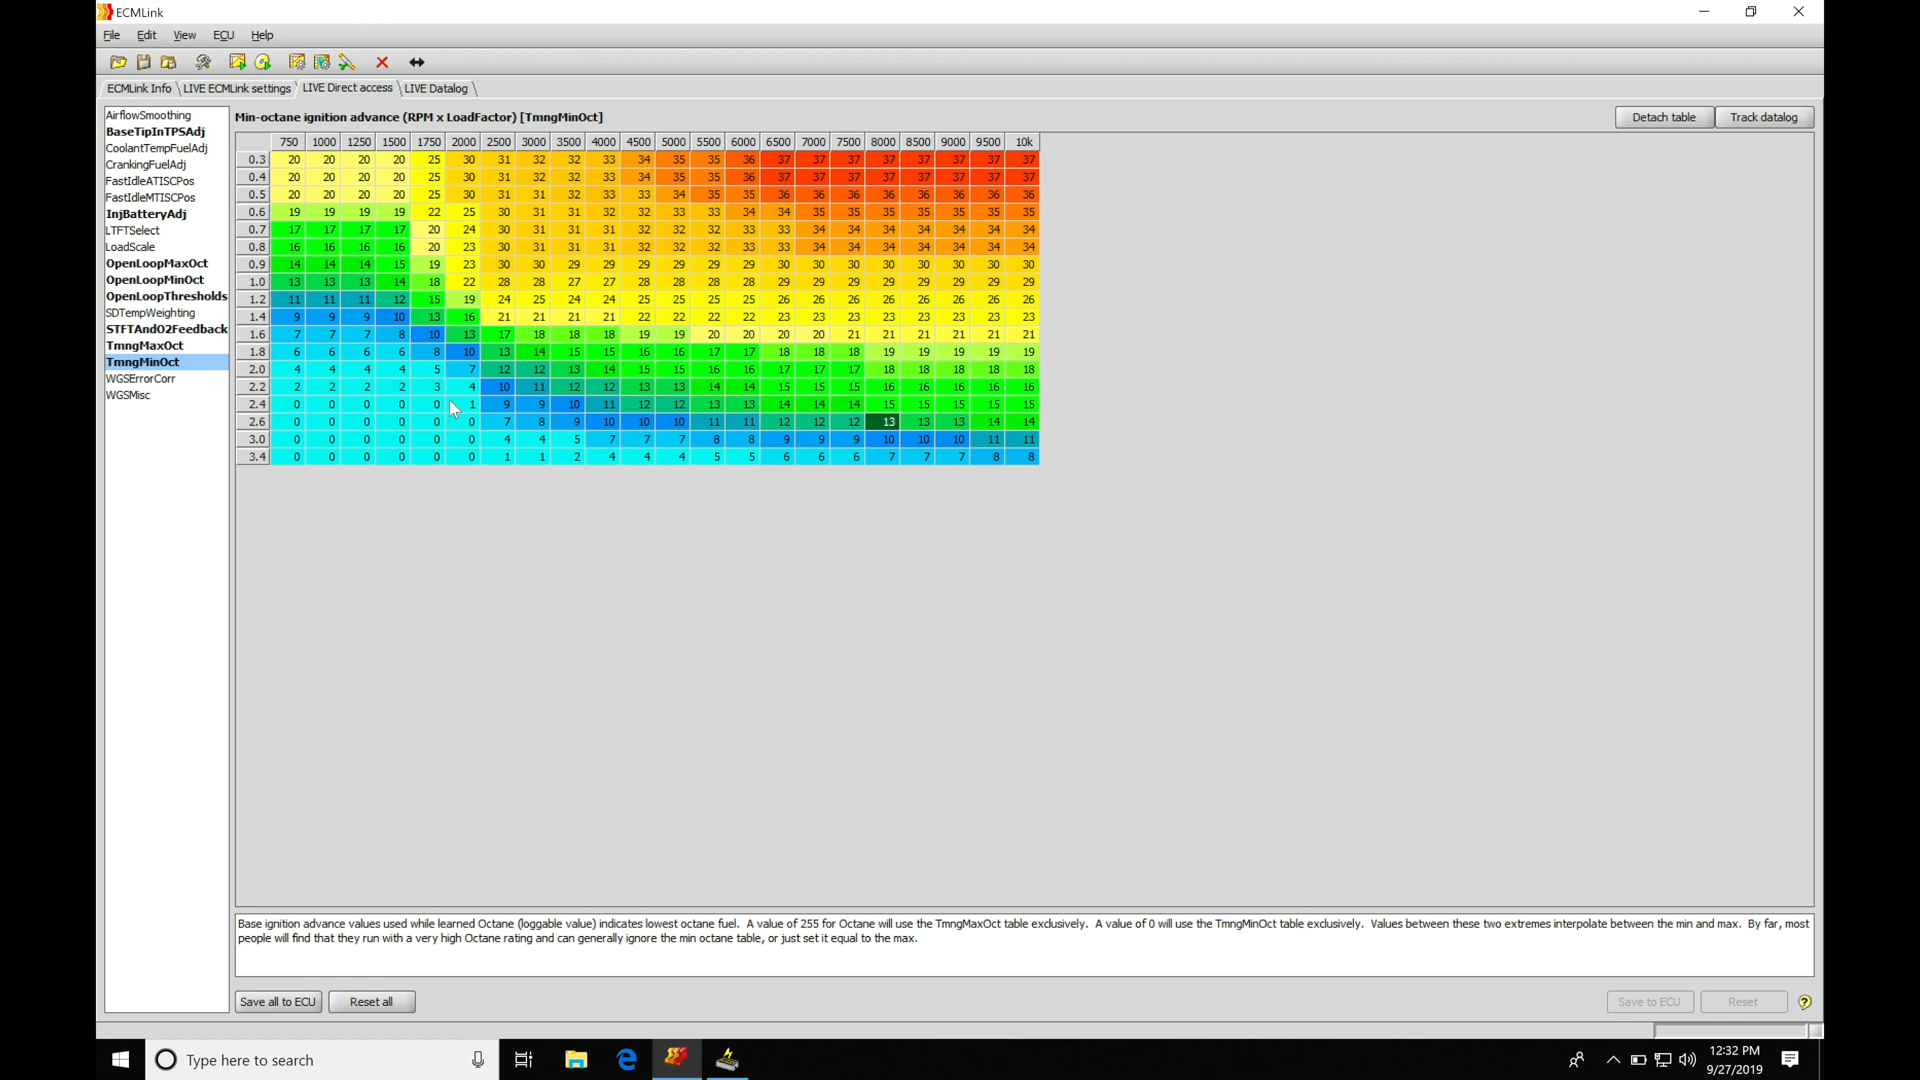 ECMLink
File Edit View ECU Help
ECMLink Info LIVE ECMLink settings LIVE Direct access LIVE Datalog
AirflowSmoothing
BaseTipInTPSAdj
CoolantTempFuelAdj
CrankingFuelAdj
FastIdleATISCPos
FastIdleMTISCPos
InjBatteryAdj
LTFTSelect
LoadScale
OpenLoopMaxOct
OpenLoopMinOct
OpenLoopThresholds
SDTempWeighting
STFTAndO2Feedback
TmngMaxOct
TmngMinOct
WGSErrorCorr
WGSMisc
Min-octane ignition advance (RPM x LoadFactor) [TmngMinOct]
Detach table Track datalog
750 1000 1250 1500 1750 2000 2500 3000 3500 4000 4500 5000 5500 6000 6500 7000 7500 8000 8500 9000 9500 10k
0.3 20 20 20 20 25 30 31 32 32 33 34 35 35 36 37 37 37 37 37 37 37 37
0.4 20 20 20 20 25 30 31 32 32 33 34 35 35 36 37 37 37 37 37 37 37 37
0.5 20 20 20 20 25 30 31 31 32 33 33 34 35 35 36 36 36 36 36 36 36 36
0.6 19 19 19 19 22 25 30 31 31 32 32 33 33 34 34 35 35 35 35 35 35 35
0.7 17 17 17 17 20 24 30 31 31 31 32 32 32 33 33 34 34 34 34 34 34 34
0.8 16 16 16 16 20 23 30 31 31 31 32 32 32 33 33 34 34 34 34 34 34 34
0.9 14 14 14 15 19 23 30 30 29 29 29 29 29 29 30 30 30 30 30 30 30 30
1.0 13 13 13 14 18 22 28 28 27 27 28 28 28 28 29 29 29 29 29 29 29 29
1.2 11 11 11 12 15 19 24 25 24 24 25 25 25 25 26 26 26 26 26 26 26 26
1.4 9 9 9 10 13 16 21 21 21 21 22 22 22 22 23 23 23 23 23 23 23 23
1.6 7 7 7 8 10 13 17 18 18 18 19 19 20 20 20 20 21 21 21 21 21 21
1.8 6 6 6 6 8 10 13 14 15 15 16 16 17 17 18 18 18 19 19 19 19 19
2.0 4 4 4 4 5 7 12 12 13 14 15 15 16 16 17 17 17 18 18 18 18 18
2.2 2 2 2 2 3 4 10 11 12 12 13 13 14 14 15 15 15 16 16 16 16 16
2.4 0 0 0 0 0 1 9 9 10 11 12 12 13 13 14 14 14 15 15 15 15 15
2.6 0 0 0 0 0 0 7 8 9 10 10 10 11 11 12 12 12 13 13 13 14 14
3.0 0 0 0 0 0 0 4 4 5 7 7 7 8 8 9 9 9 10 10 10 11 11
3.4 0 0 0 0 0 0 1 1 2 4 4 4 5 5 6 6 6 7 7 7 8 8
Base ignition advance values used while learned Octane (loggable value) indicates lowest octane fuel. A value of 255 for Octane will use the TmngMaxOct table exclusively. A value of 0 will use the TmngMinOct table exclusively. Values between these two extremes interpolate between the min and max. By far, most
people will find that they run with a very high Octane rating and can generally ignore the min octane table, or just set it equal to the max.
Save all to ECU Reset all Save to ECU Reset
Type here to search
12:32 PM
9/27/2019